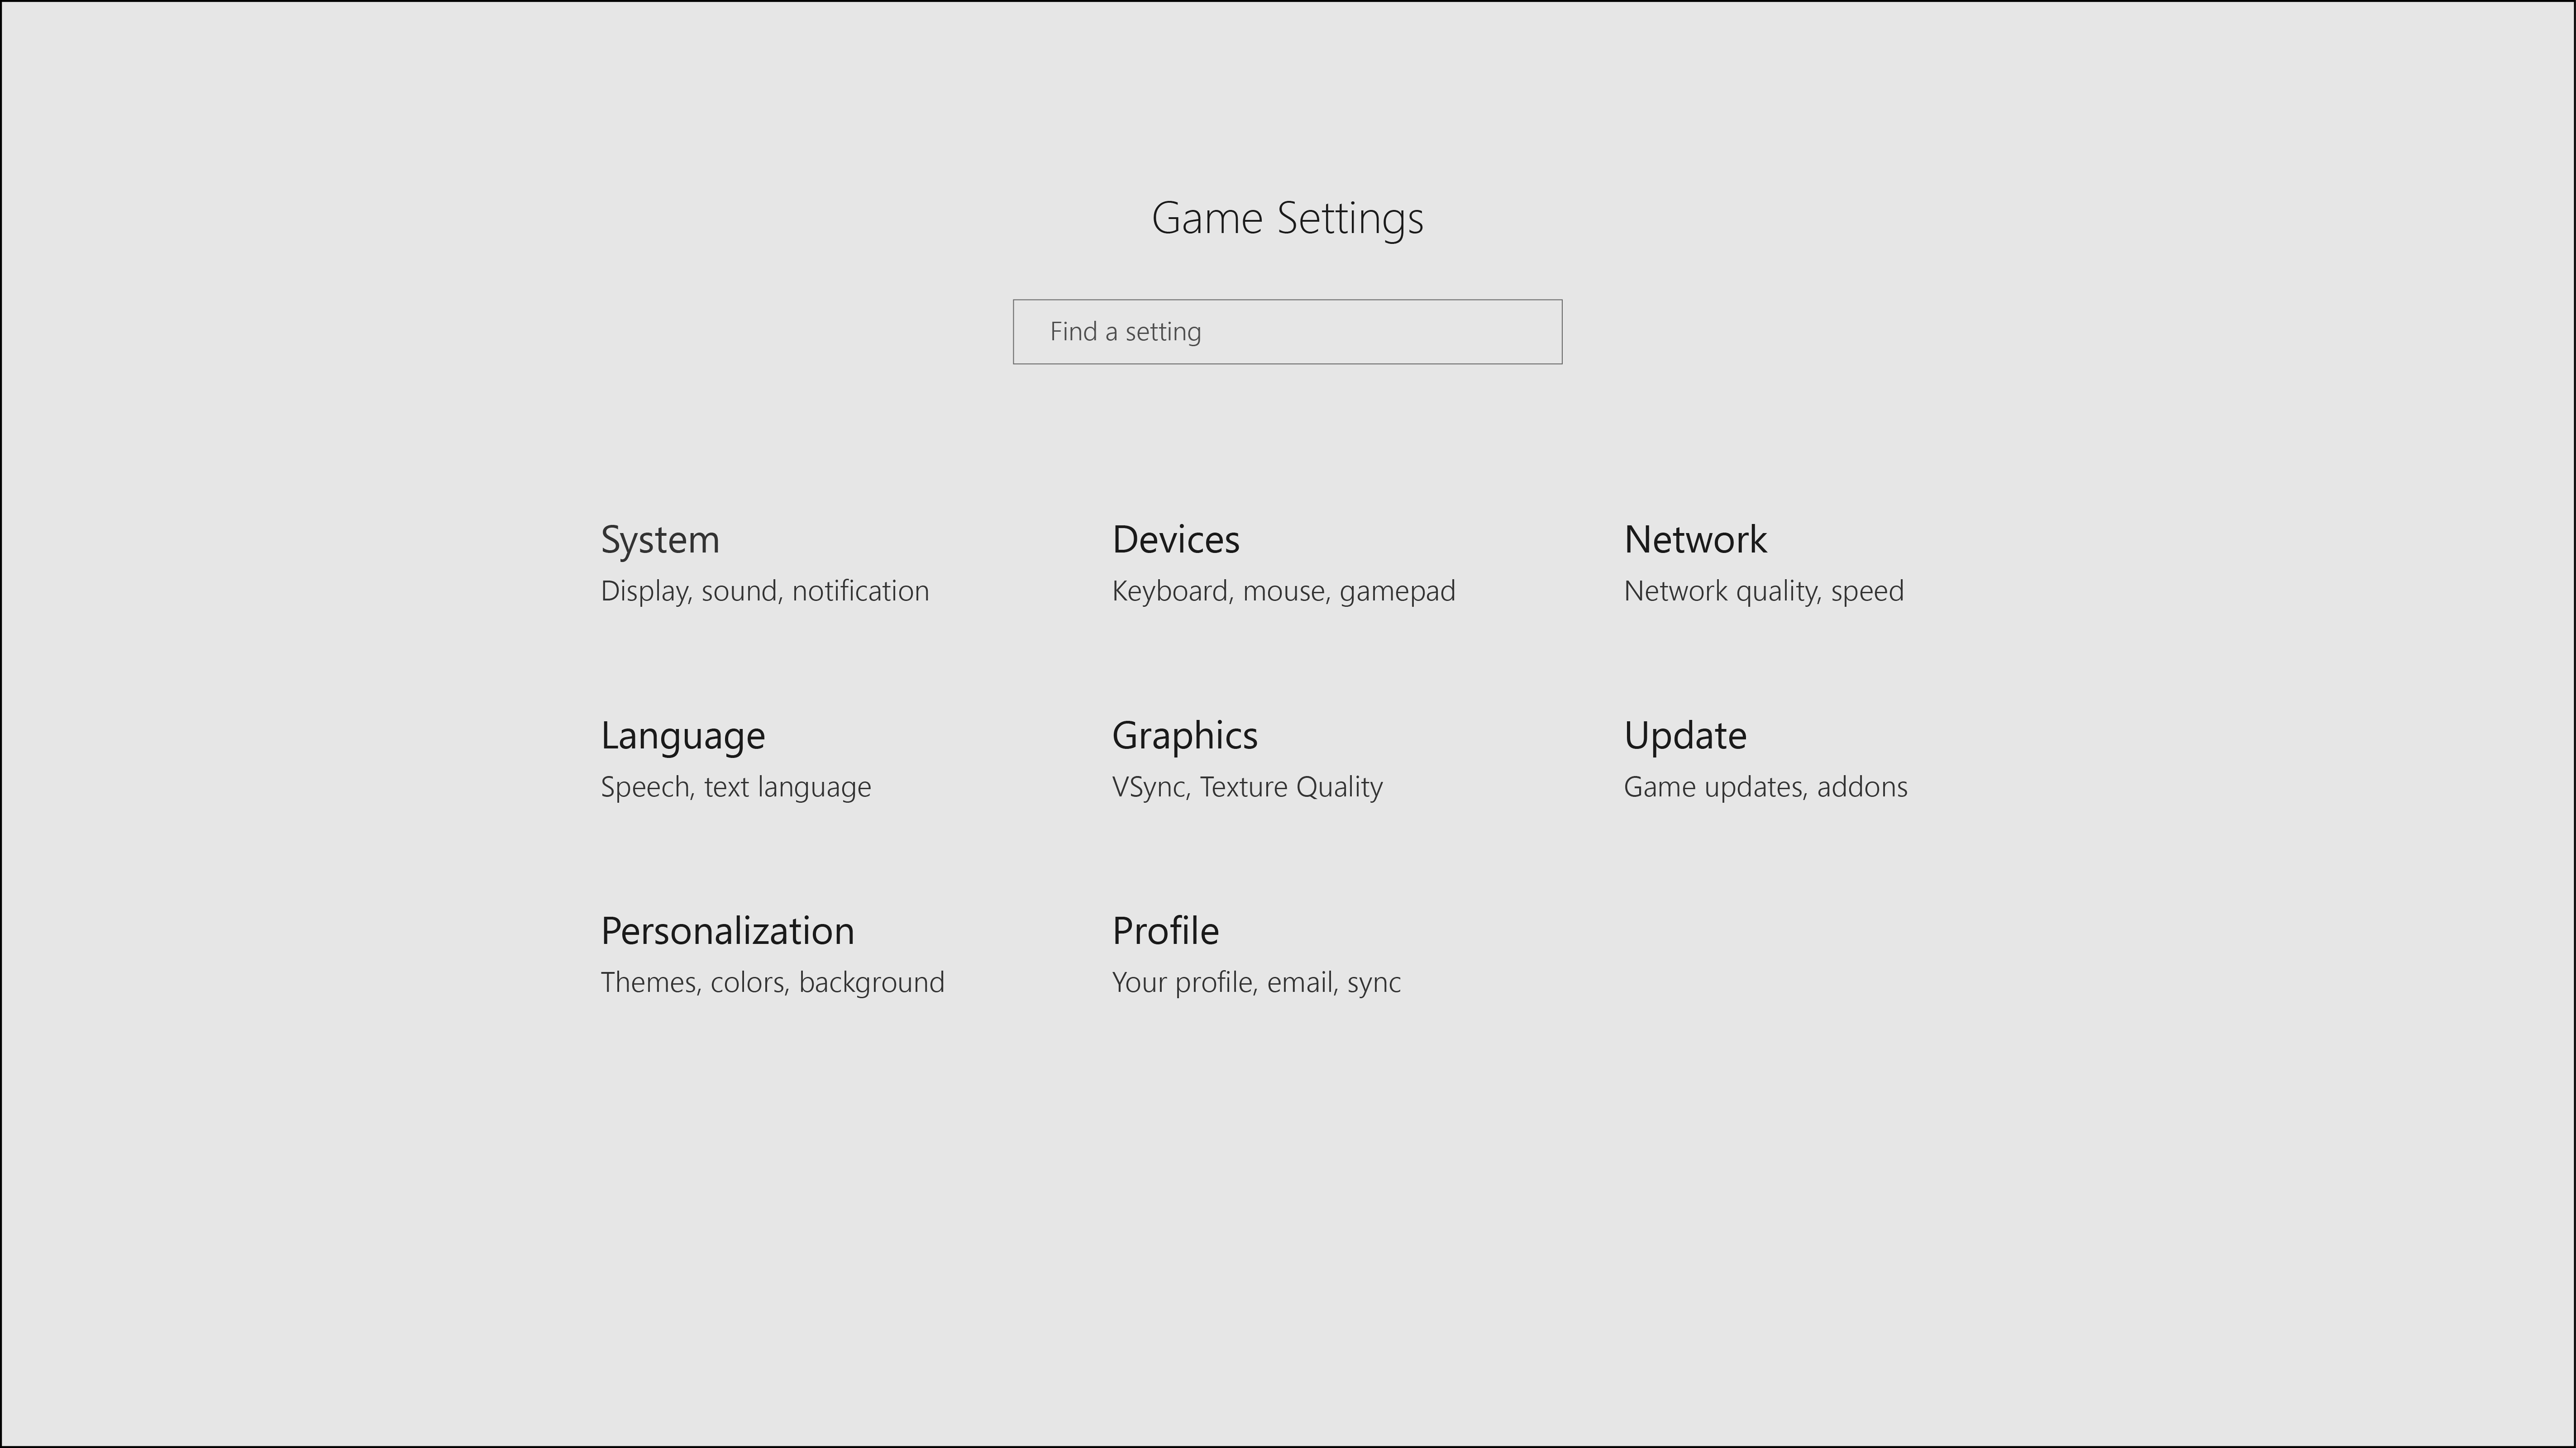 Game Settings
Find a setting
System
Display, sound, notification
Devices
Keyboard, mouse, gamepad
Network
Network quality, speed
Language
Speech, text language
Graphics
VSync, Texture Quality
Update
Game updates, addons
Personalization
Themes, colors, background
Profile
Your profile, email, sync